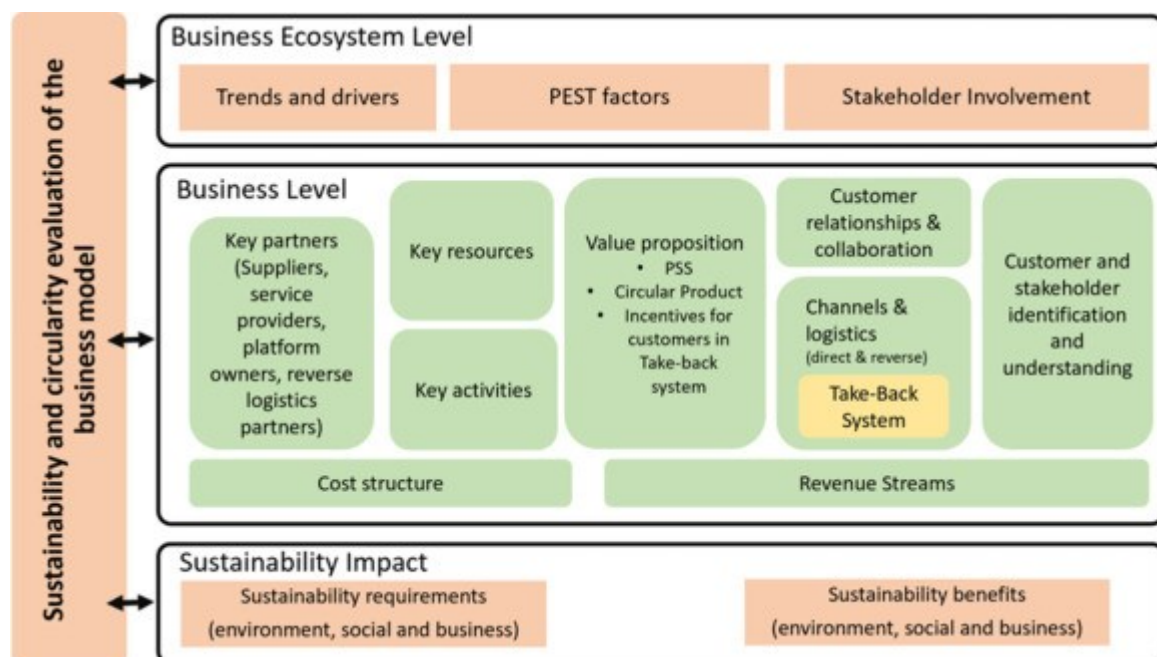 Sustainability and circularity evaluation of the
business model
Business Ecosystem Level
Trends and drivers
PEST factors
Stakeholder Involvement
Business Level
Key partners
(Suppliers,
service
providers,
platform
owners, reverse
logistics
partners)
Key resources
Key activities
Value proposition
• PSS
• Circular Product
• Incentives for
customers in
Take-back
system
Customer
relationships &
collaboration
Channels &
logistics
(direct & reverse)
Take-Back
System
Customer and
stakeholder
identification
and
understanding
Cost structure
Revenue Streams
Sustainability Impact
Sustainability requirements
(environment, social and business)
Sustainability benefits
(environment, social and business)